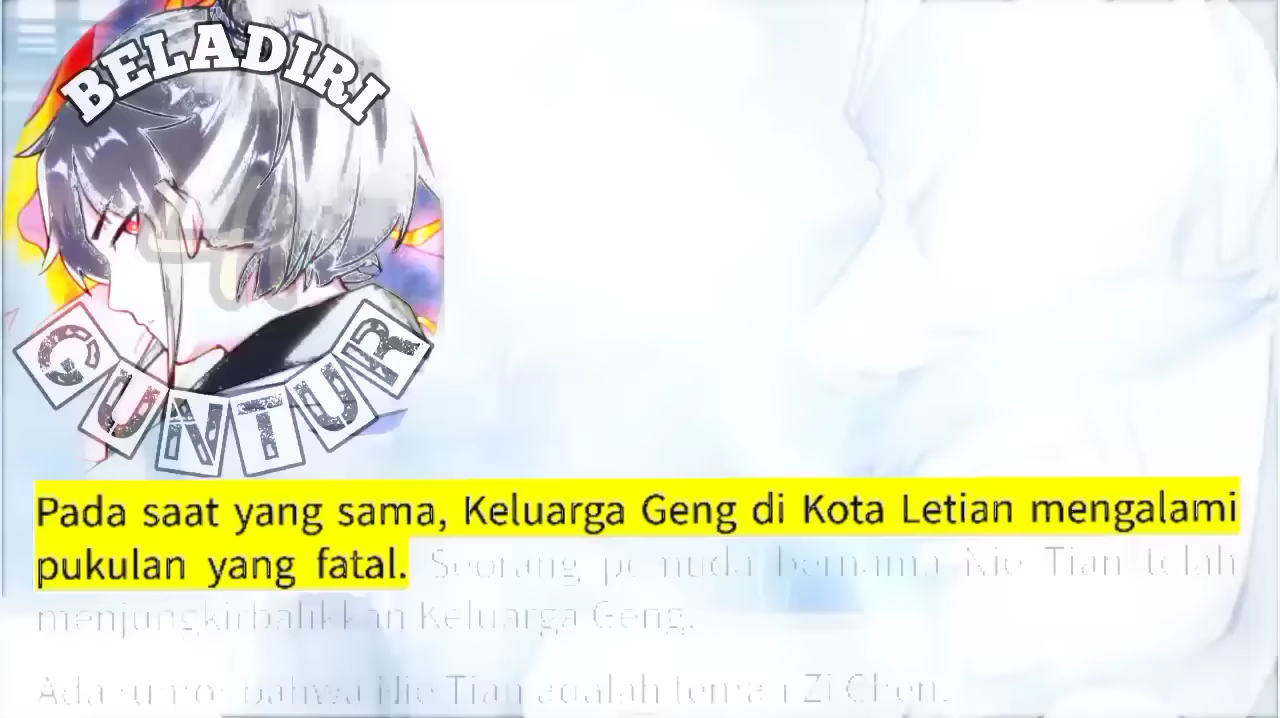 BELADIRI
GUNTUR
Pada saat yang sama, Keluarga Geng di Kota Letian mengalami
pukulan yang fatal. Seorang pemuda bernama Nie Tian telah
menjungkirbalikkan Keluarga Geng.
Ada rumor bahwa Nie Tian adalah teman Zi Chen.